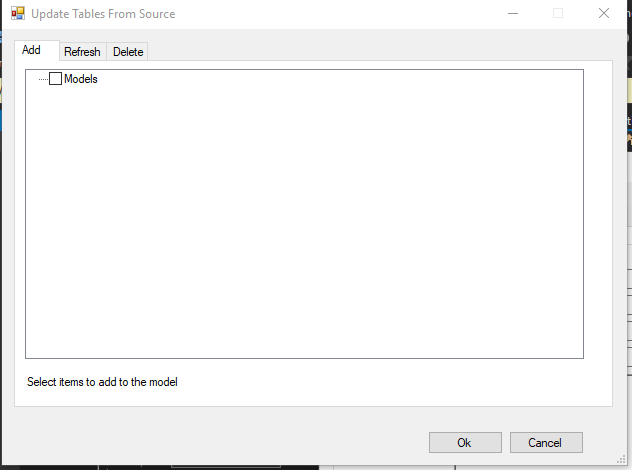 Update Tables From Source
Add Refresh Delete
Models
Select items to add to the model
Ok Cancel